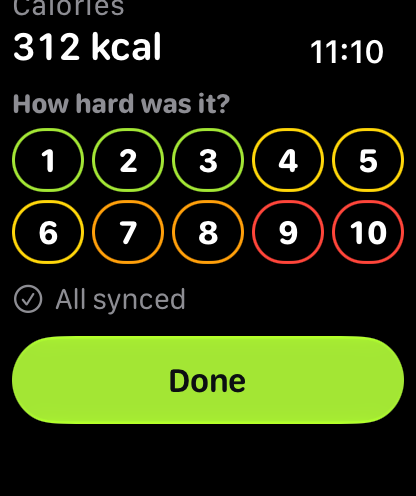 Calories
312 kcal
11:10
How hard was it?
1 2 3 4 5
6 7 8 9 10
All synced
Done